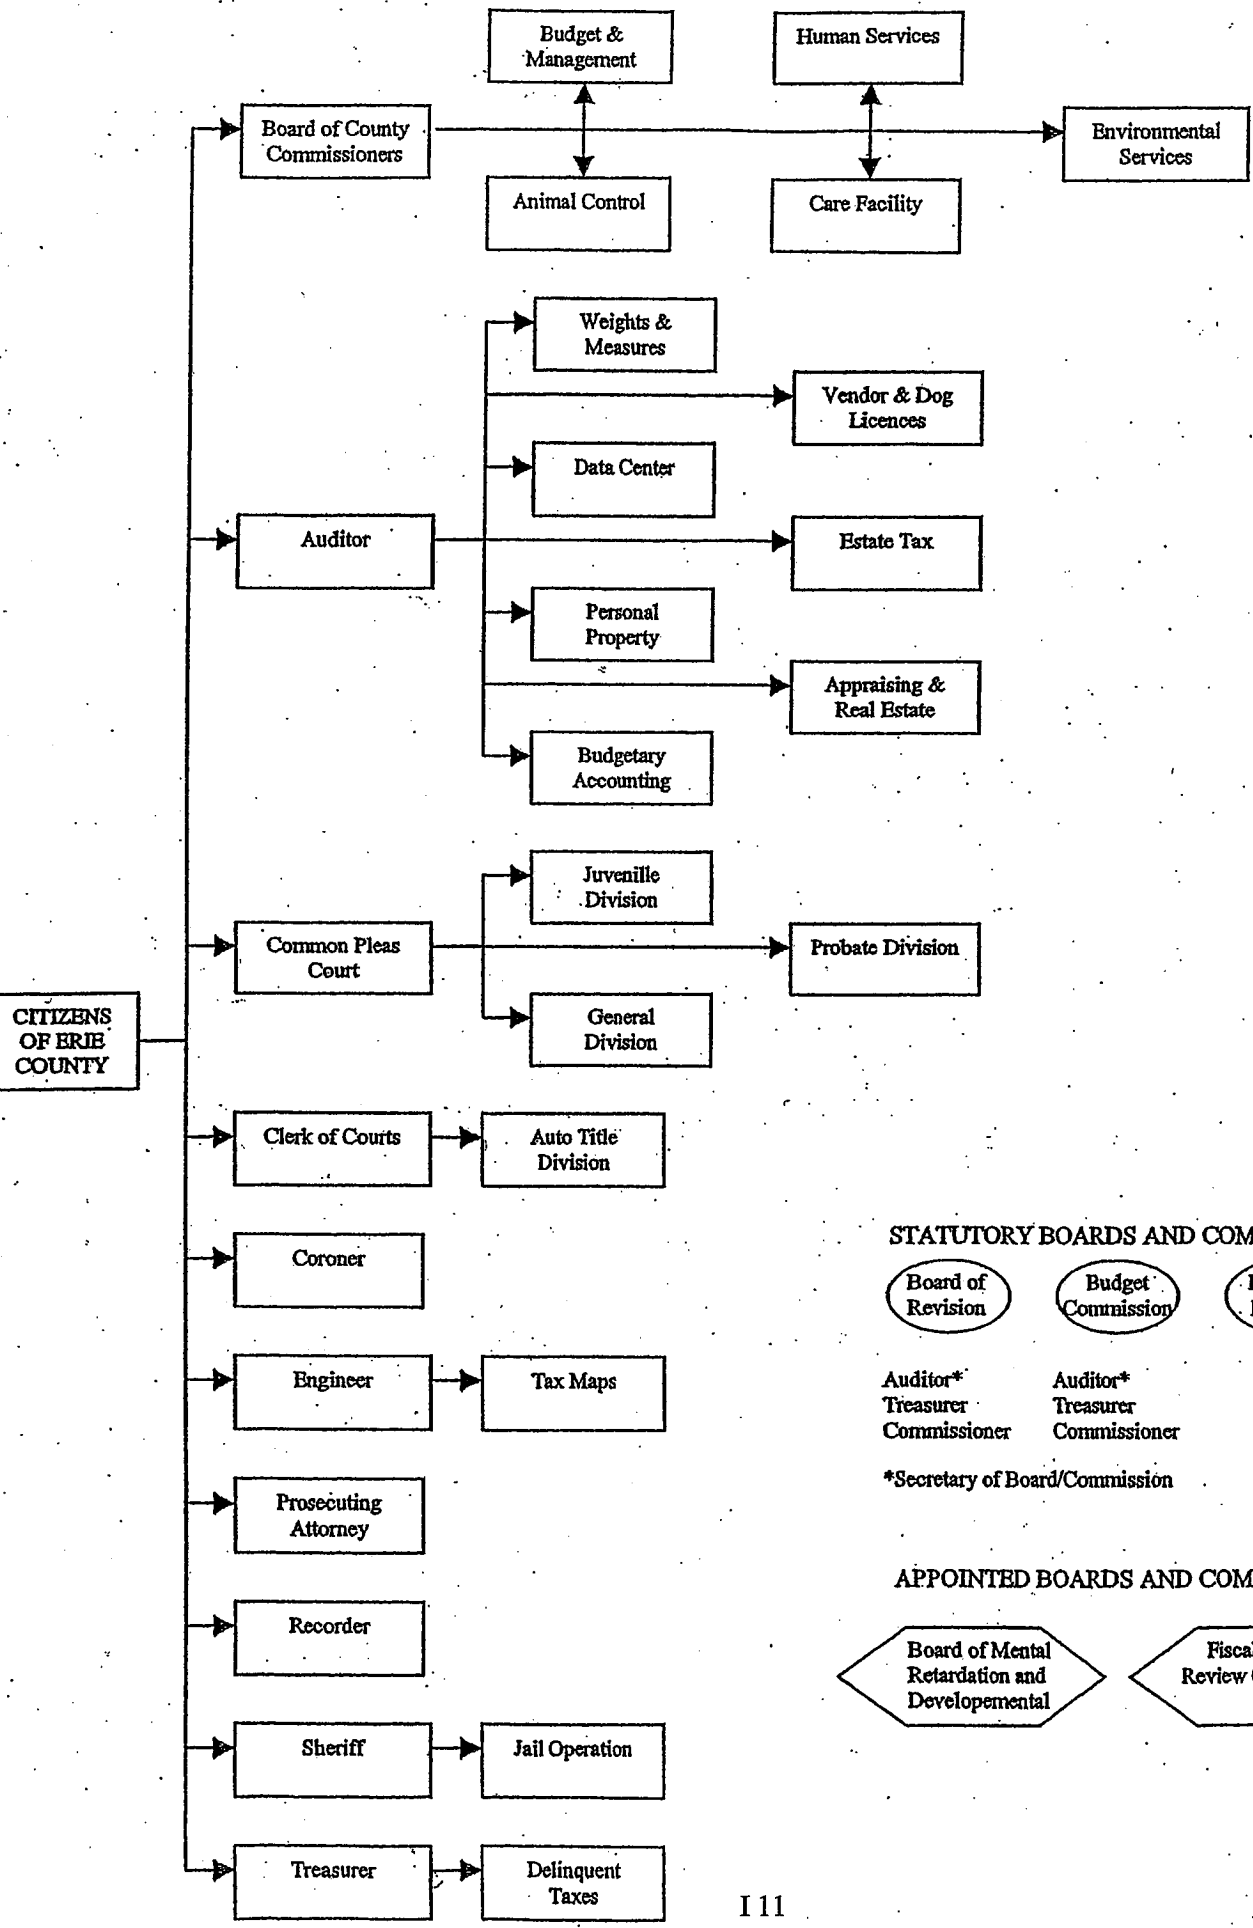 Budget &
Management
Human Services
Board of County
Commissioners
Environmental
Services
Animal Control
Care Facility
Weights &
Measures
Vendor & Dog
Licences
Data Center
Auditor
Estate Tax
Personal
Property
Appraising &
Real Estate
Budgetary
Accounting
Juvenille
Division
Common Pleas
Court
Probate Division
General
Division
CITIZENS
OF ERIE
COUNTY
Clerk of Courts
Auto Title
Division
Coroner
Engineer
Tax Maps
Prosecuting
Attorney
Recorder
Sheriff
Jail Operation
Treasurer
Delinquent
Taxes
STATUTORY BOARDS AND COM
Board of
Revision
Budget
Commission
Auditor*
Treasurer
Commissioner
Auditor*
Treasurer
Commissioner
*Secretary of Board/Commission
APPOINTED BOARDS AND COM
Board of Mental
Retardation and
Developemental
Fisca
Review
I 11